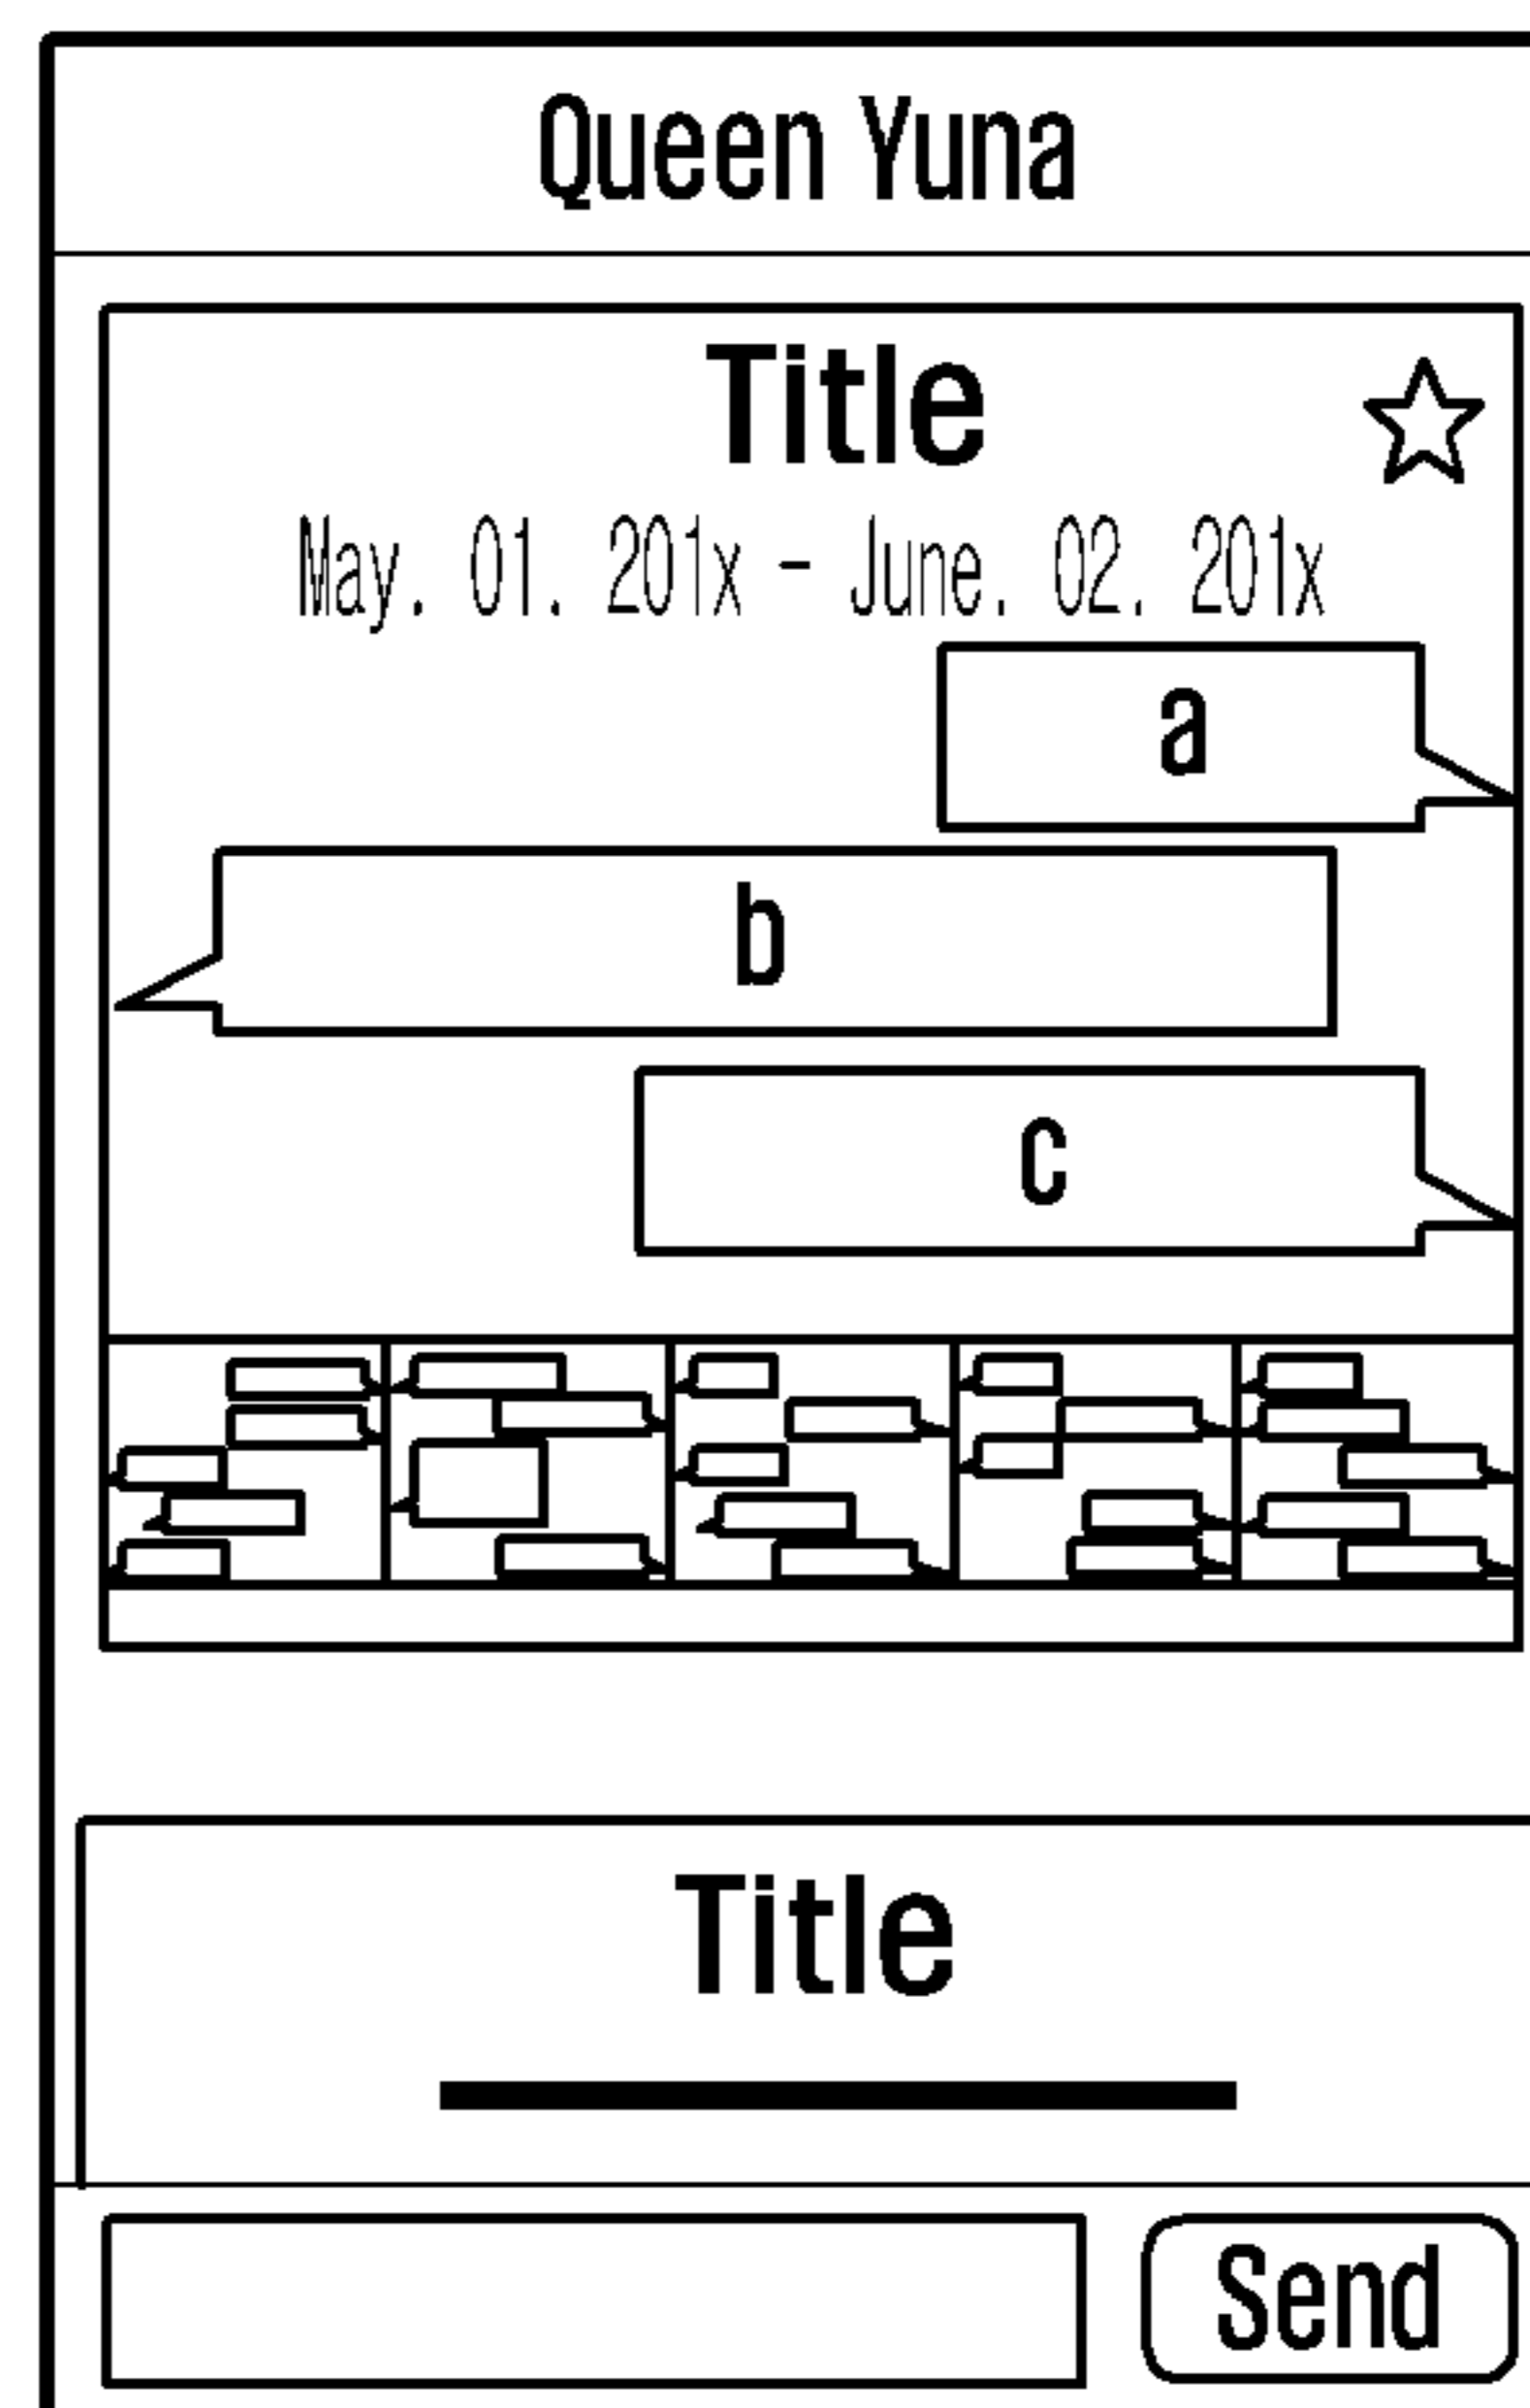 Queen Yuna
Title
May. 01. 201x - June. 02. 201x
a
b
c
Title
Send